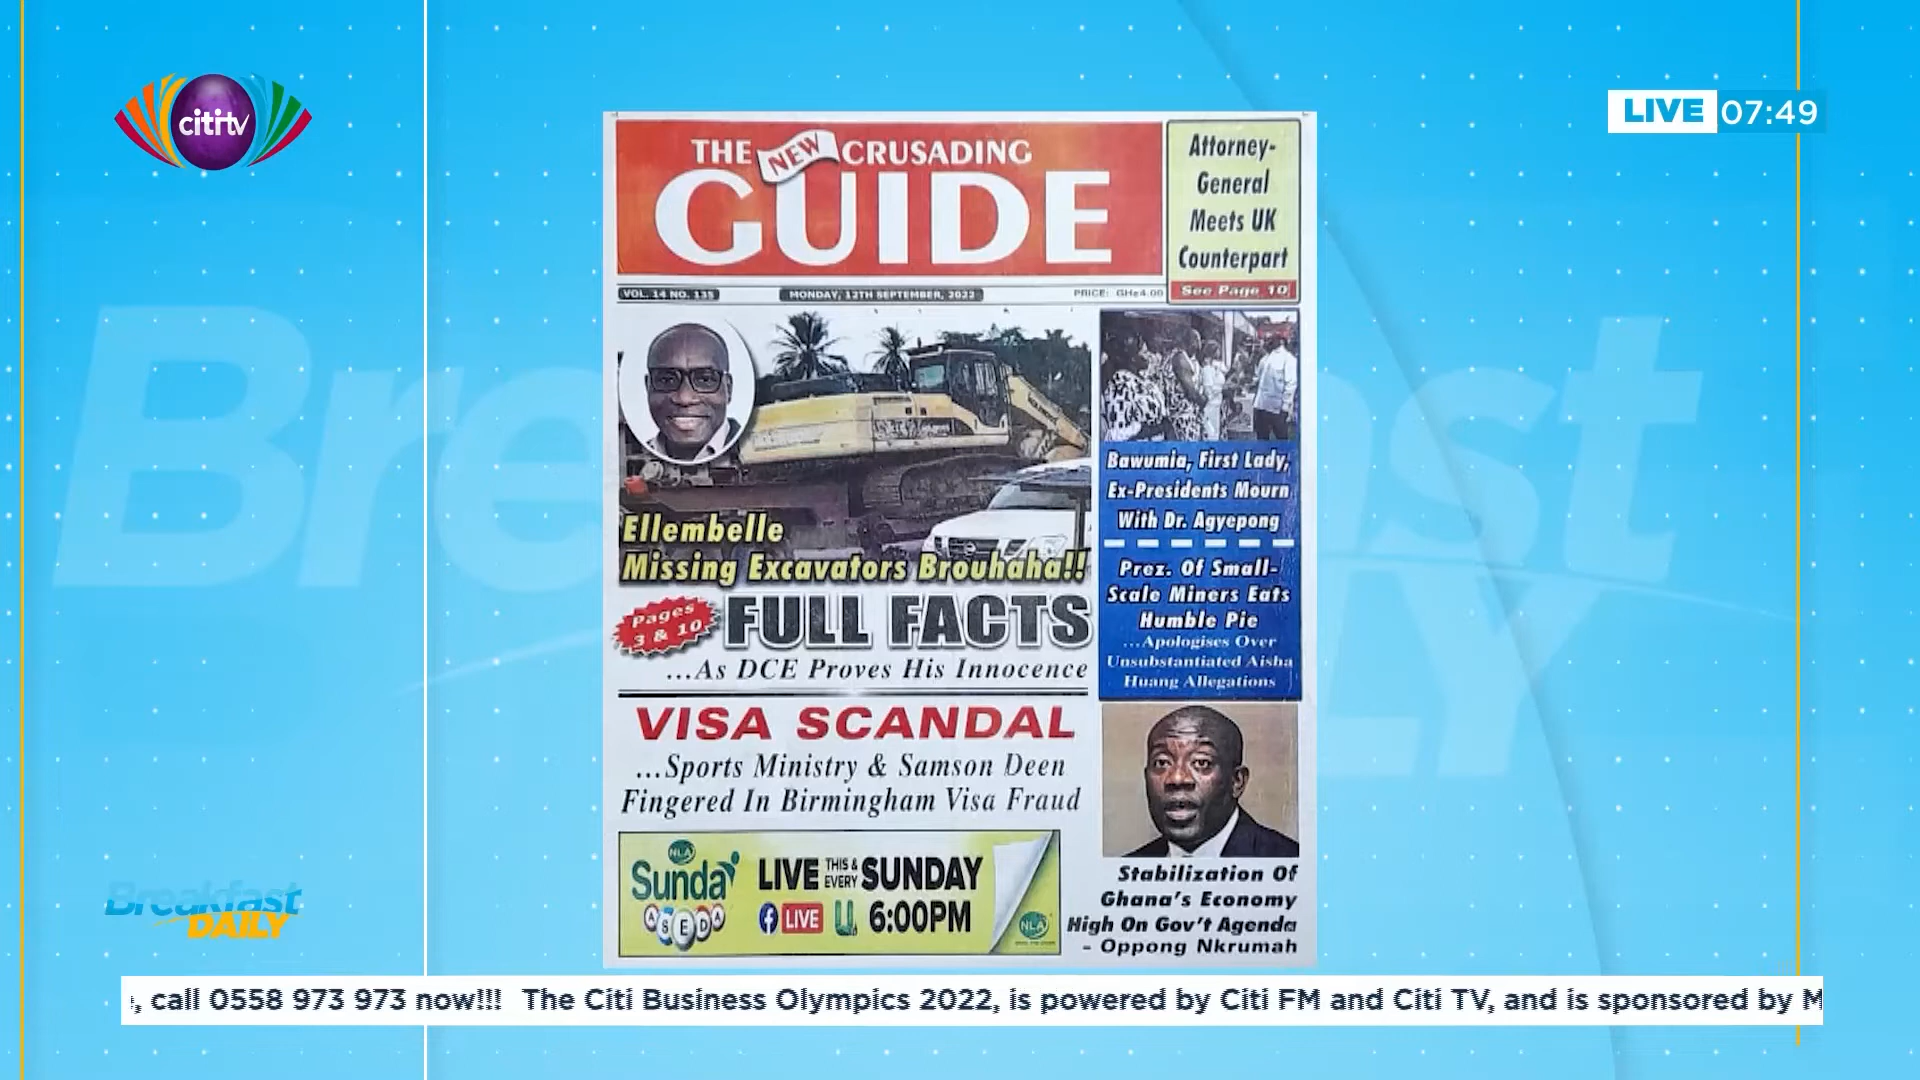 citi tv
LIVE 07:49
THE NEW CRUSADING
GUIDE
Attorney-
General
Meets UK
Counterpart
See Page 10
VOL. 14 NO. 135
MONDAY, 12TH SEPTEMBER, 2022
PRICE: GH¢4.00
Ellembelle
Missing Excavators Brouhaha!!
Pages
3 & 10
FULL FACTS
...As DCE Proves His Innocence
Bawumia, First Lady,
Ex-Presidents Mourn
With Dr. Agyepong
Prez. Of Small-
Scale Miners Eats
Humble Pie
...Apologises Over
Unsubstantiated Aisha
Huang Allegations
VISA SCANDAL
...Sports Ministry & Samson Deen
Fingered In Birmingham Visa Fraud
NLA
Sunday
ASEDA
LIVE THIS & EVERY SUNDAY
LIVE 6:00PM
NLA
Stabilization Of
Ghana's Economy
High On Gov't Agenda
- Oppong Nkrumah
Breakfast
DAILY
Breakfast
DAILY
, call 0558 973 973 now!!! The Citi Business Olympics 2022, is powered by Citi FM and Citi TV, and is sponsored by M